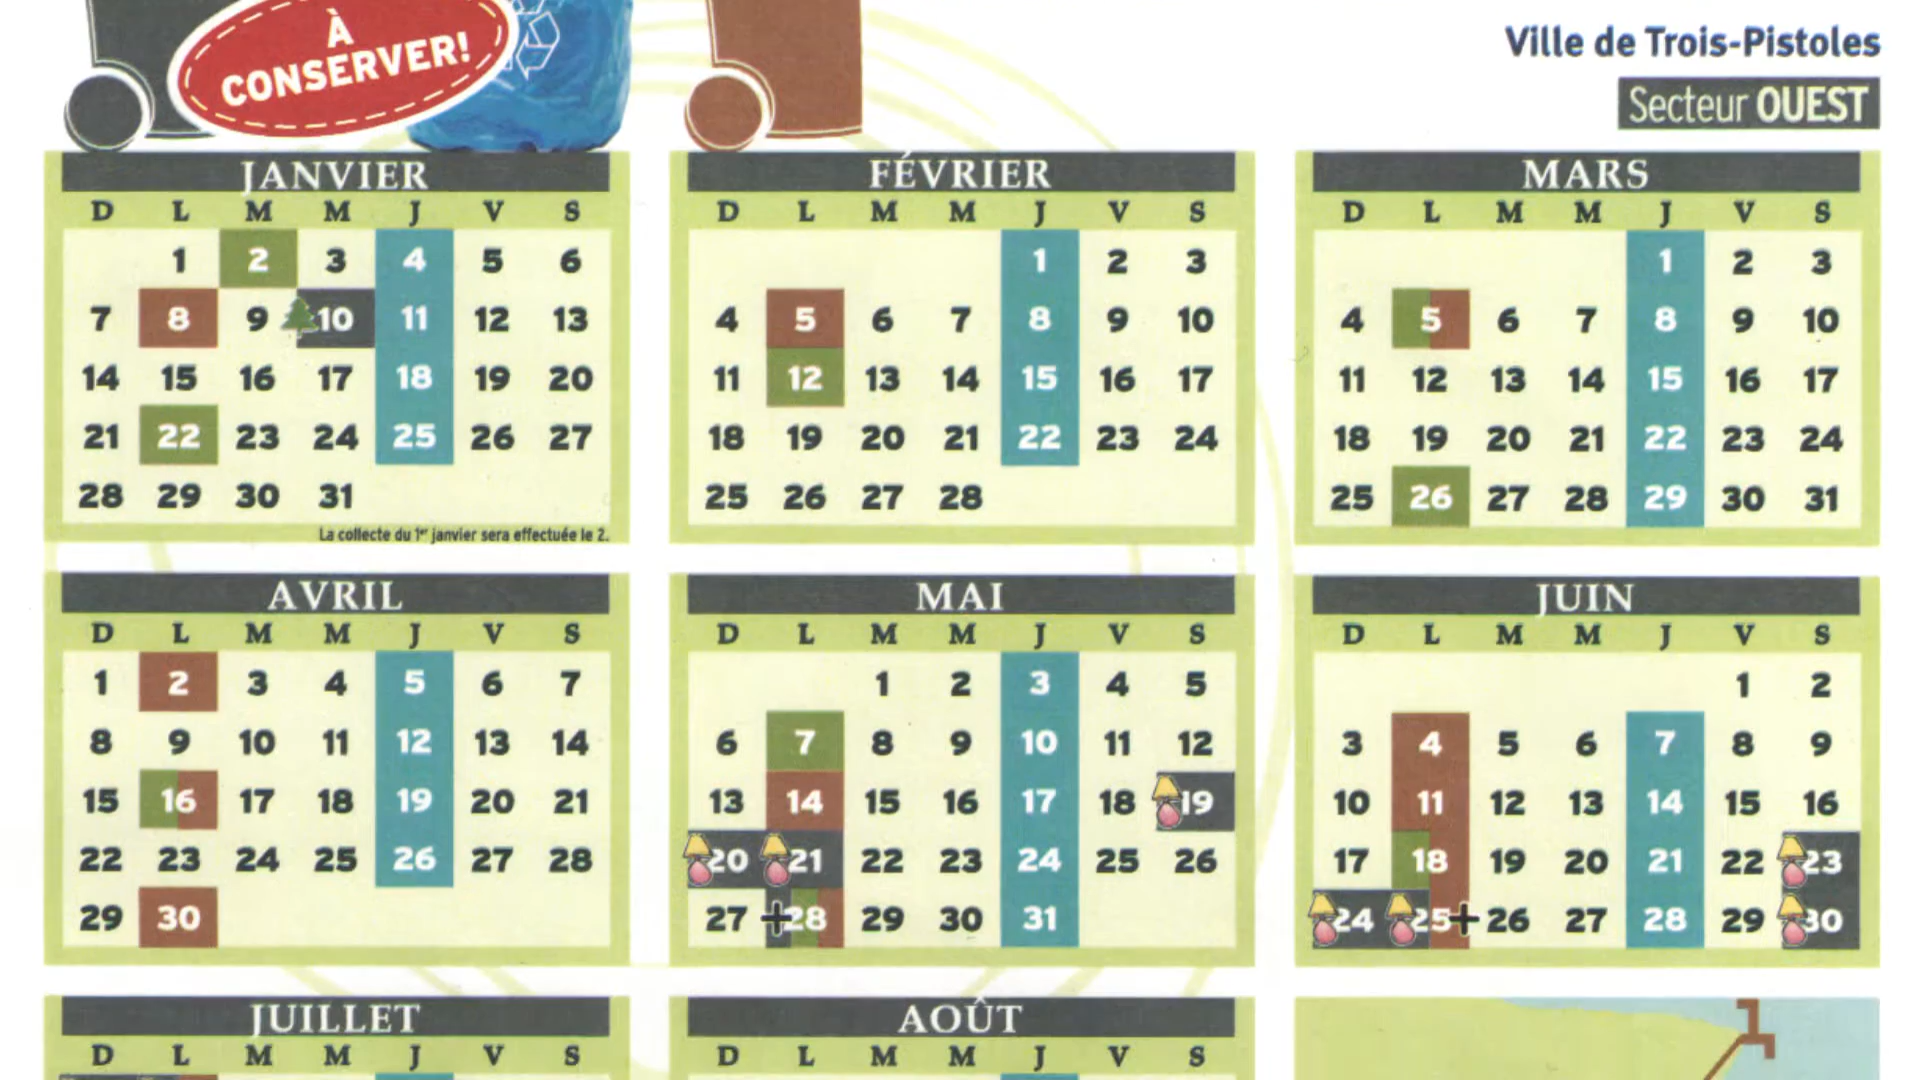 À
CONSERVER!
Ville de Trois-Pistoles
Secteur OUEST
JANVIER
D L M M J V S
1 2 3 4 5 6
7 8 9 10 11 12 13
14 15 16 17 18 19 20
21 22 23 24 25 26 27
28 29 30 31
La collecte du 1er janvier sera effectuée le 2.
FÉVRIER
D L M M J V S
1 2 3
4 5 6 7 8 9 10
11 12 13 14 15 16 17
18 19 20 21 22 23 24
25 26 27 28
MARS
D L M M J V S
1 2 3
4 5 6 7 8 9 10
11 12 13 14 15 16 17
18 19 20 21 22 23 24
25 26 27 28 29 30 31
AVRIL
D L M M J V S
1 2 3 4 5 6 7
8 9 10 11 12 13 14
15 16 17 18 19 20 21
22 23 24 25 26 27 28
29 30
MAI
D L M M J V S
1 2 3 4 5
6 7 8 9 10 11 12
13 14 15 16 17 18 19
20 21 22 23 24 25 26
27 +28 29 30 31
JUIN
D L M M J V S
1 2
3 4 5 6 7 8 9
10 11 12 13 14 15 16
17 18 19 20 21 22 23
24 25+ 26 27 28 29 30
JUILLET
D L M M J V S
AOÛT
D L M M J V S